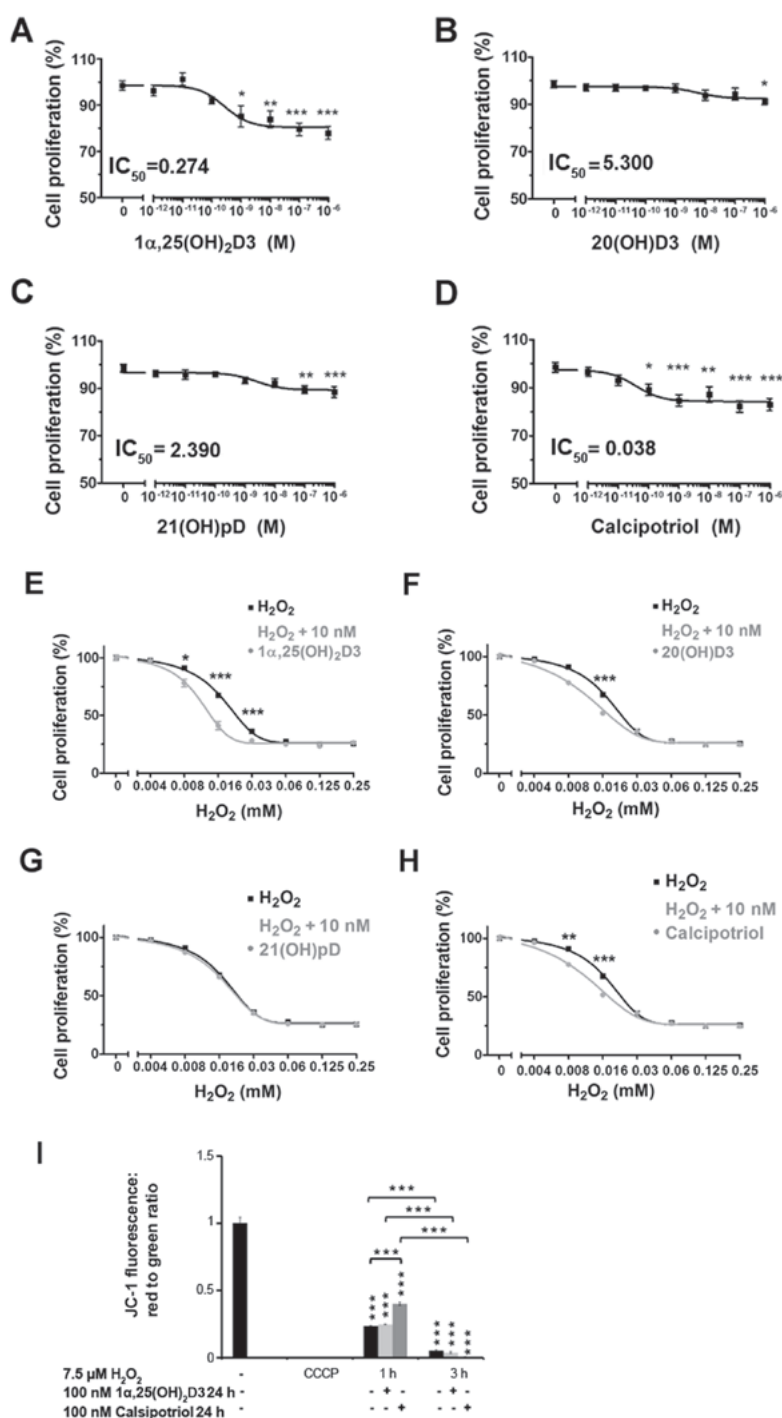 A
Cell proliferation (%)
110
90
70
50
* ** *** ***
IC50=0.274
0 10-12 10-11 10-10 10-9 10-8 10-7 10-6
1α,25(OH)2D3 (M)
B
Cell proliferation (%)
110
90
70
50
*
IC50=5.300
0 10-12 10-11 10-10 10-9 10-8 10-7 10-6
20(OH)D3 (M)
C
Cell proliferation (%)
110
90
70
50
** ***
IC50=2.390
0 10-12 10-11 10-10 10-9 10-8 10-7 10-6
21(OH)pD (M)
D
Cell proliferation (%)
110
90
70
50
* *** ** *** ***
IC50=0.038
0 10-12 10-11 10-10 10-9 10-8 10-7 10-6
Calcipotriol (M)
E
H2O2
H2O2 + 10 nM
1α,25(OH)2D3
Cell proliferation (%)
100
75
50
25
0
* *** ***
0 0.004 0.008 0.016 0.03 0.06 0.125 0.25
H2O2 (mM)
F
H2O2
H2O2 + 10 nM
20(OH)D3
Cell proliferation (%)
100
75
50
25
0
***
0 0.004 0.008 0.016 0.03 0.06 0.125 0.25
H2O2 (mM)
G
H2O2
H2O2 + 10 nM
21(OH)pD
Cell proliferation (%)
100
75
50
25
0
0 0.004 0.008 0.016 0.03 0.06 0.125 0.25
H2O2 (mM)
H
H2O2
H2O2 + 10 nM
Calcipotriol
Cell proliferation (%)
100
75
50
25
0
** ***
0 0.004 0.008 0.016 0.03 0.06 0.125 0.25
H2O2 (mM)
I
JC-1 fluorescence:
red to green ratio
1.5
1
0.5
0
***
***
***
***
*** *** ***
*** *** ***
7.5 µM H2O2 - CCCP 1 h 3 h
100 nM 1α,25(OH)2D3 24 h - - + - - + -
100 nM Calsipotriol 24 h - - - + - - +